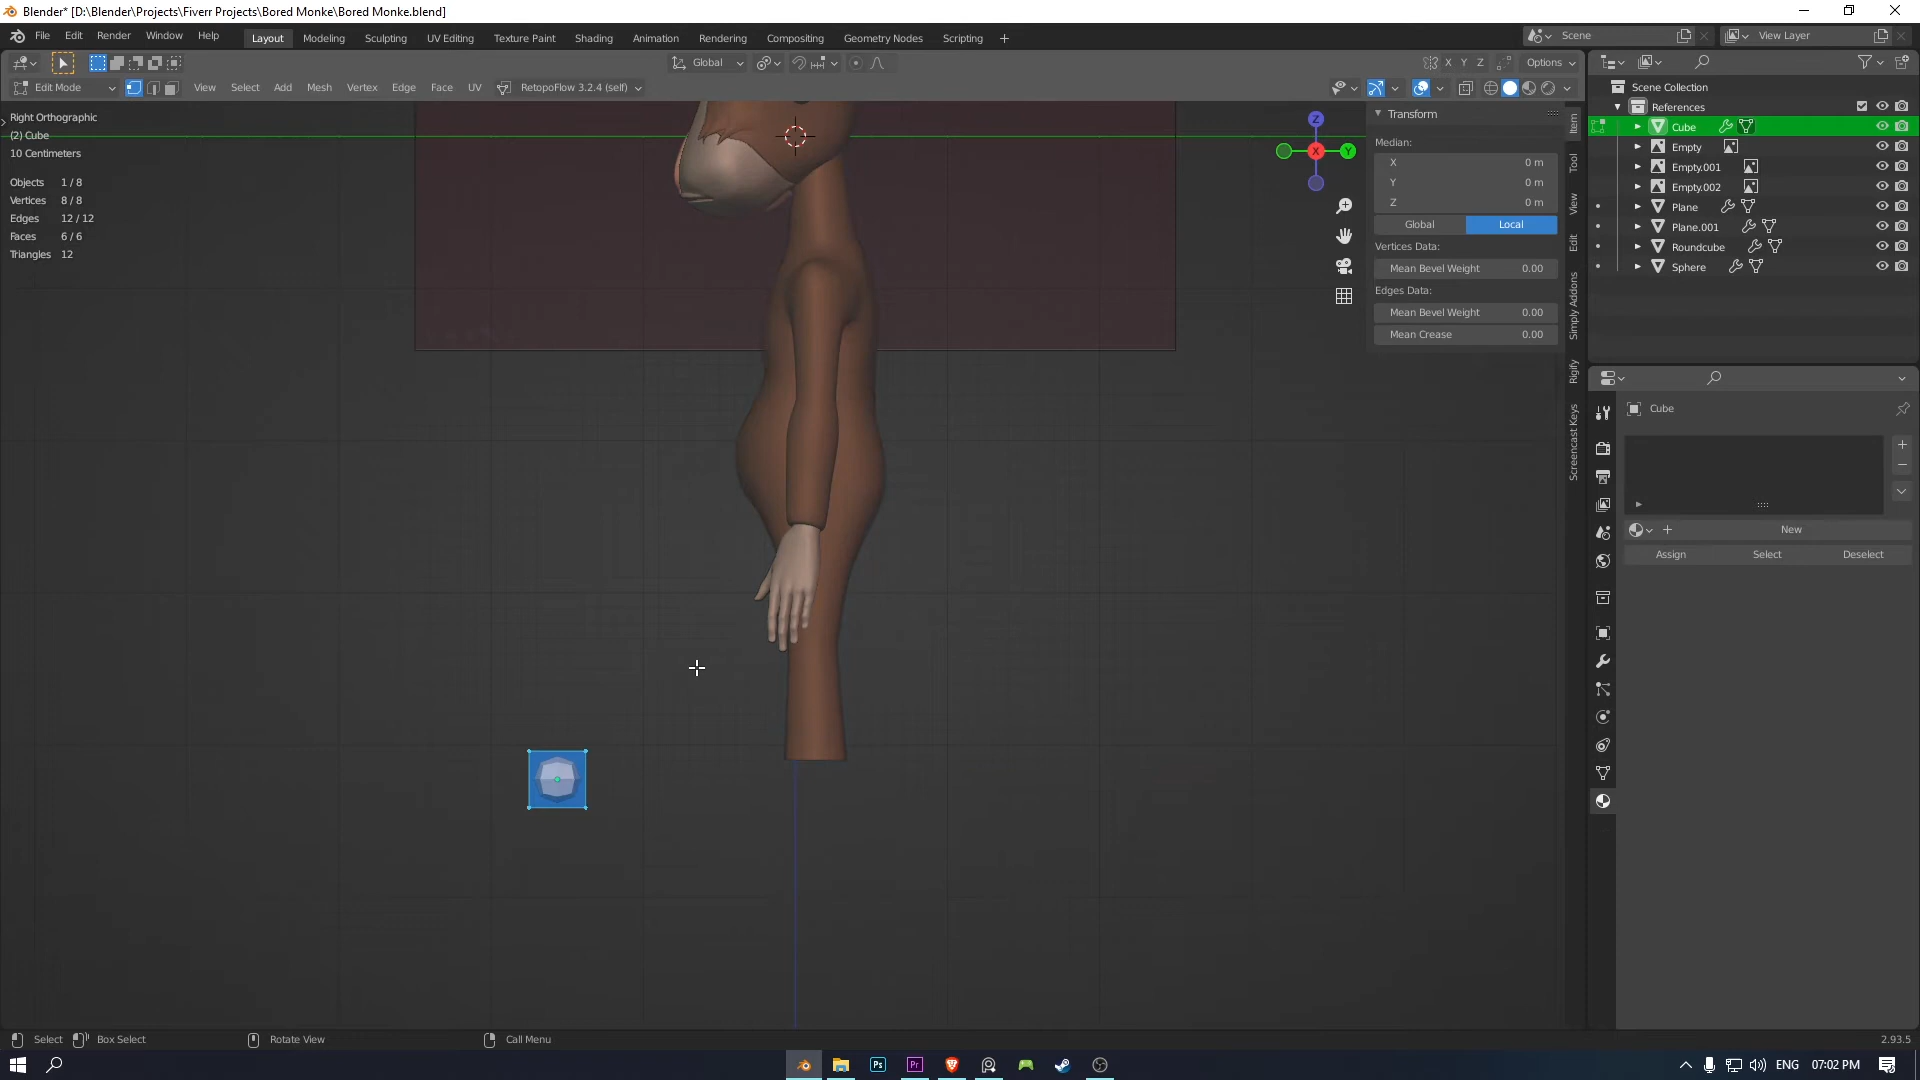 Blender* [D:\Blender\Projects\Fiverr Projects\Bored Monke\Bored Monke.blend]
File Edit Render Window Help Layout Modeling Sculpting UV Editing Texture Paint Shading Animation Rendering Compositing Geometry Nodes Scripting + Scene View Layer
Global X Y Z Options
Edit Mode View Select Add Mesh Vertex Edge Face UV RetopoFlow 3.2.4 (self)
Right Orthographic
(2) Cube
10 Centimeters
Objects 1 / 8
Vertices 8 / 8
Edges 12 / 12
Faces 6 / 6
Triangles 12
Z
X
Y
Transform
Median:
X 0 m
Y 0 m
Z 0 m
Global Local
Vertices Data:
Mean Bevel Weight 0.00
Edges Data:
Mean Bevel Weight 0.00
Mean Crease 0.00
Item
Tool
View
Edit
Simply Addons
Rigify
Screencast Keys
Scene Collection
References
Cube
Empty
Empty.001
Empty.002
Plane
Plane.001
Roundcube
Sphere
Cube
New
Assign Select Deselect
Select Box Select Rotate View Call Menu 2.93.5
Ps Pr ENG 07:02 PM